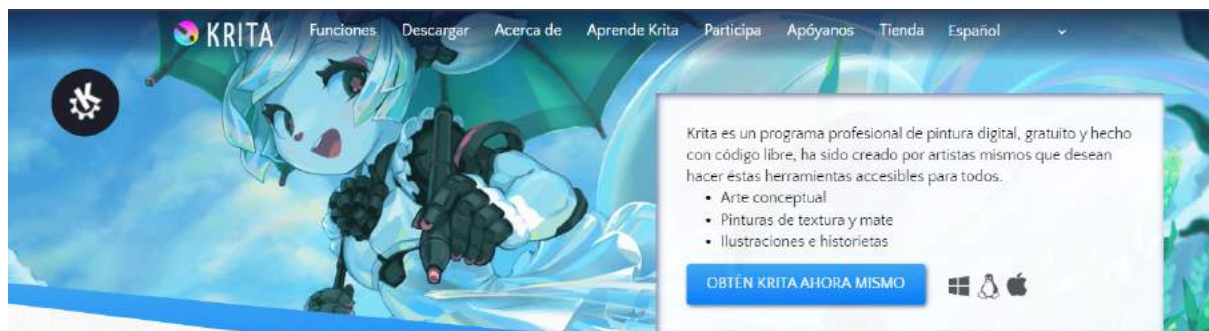 KRITA
Funciones Descargar Acerca de Aprende Krita Participa Apóyanos Tienda Español
Krita es un programa profesional de pintura digital, gratuito y hecho
con código libre, ha sido creado por artistas mismos que desean
hacer éstas herramientas accesibles para todos.
• Arte conceptual
• Pinturas de textura y mate
• Ilustraciones e historietas
OBTÉN KRITA AHORA MISMO